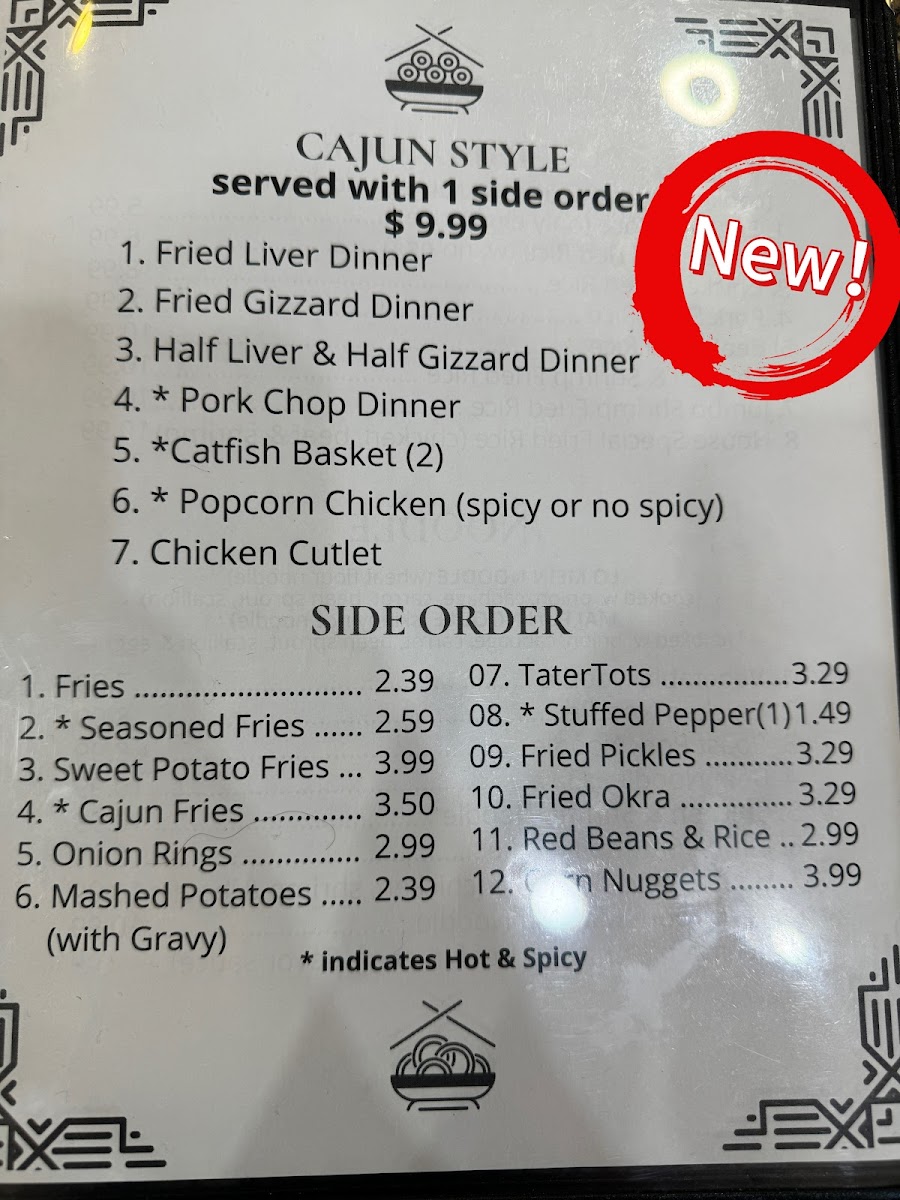 CAJUN STYLE
served with 1 side order
$ 9.99
New!
1. Fried Liver Dinner
2. Fried Gizzard Dinner
3. Half Liver & Half Gizzard Dinner
4. * Pork Chop Dinner
5. *Catfish Basket (2)
6. * Popcorn Chicken (spicy or no spicy)
7. Chicken Cutlet
SIDE ORDER
1. Fries ........................... 2.39
2. * Seasoned Fries ...... 2.59
3. Sweet Potato Fries ... 3.99
4. * Cajun Fries ............. 3.50
5. Onion Rings .............. 2.99
6. Mashed Potatoes ..... 2.39
(with Gravy)
07. TaterTots ................3.29
08. * Stuffed Pepper(1)1.49
09. Fried Pickles ...........3.29
10. Fried Okra ..............3.29
11. Red Beans & Rice ..2.99
12. Corn Nuggets ........ 3.99
* indicates Hot & Spicy